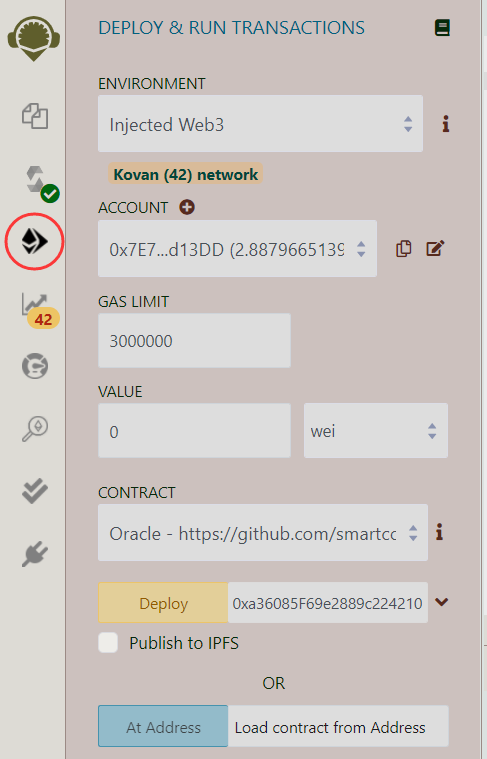 DEPLOY & RUN TRANSACTIONS
ENVIRONMENT
Injected Web3
Kovan (42) network
ACCOUNT
0x7E7...d13DD (2.8879665139
42
GAS LIMIT
3000000
VALUE
0 wei
CONTRACT
Oracle - https://github.com/smartcc
Deploy 0xa36085F69e2889c224210
Publish to IPFS
OR
At Address Load contract from Address